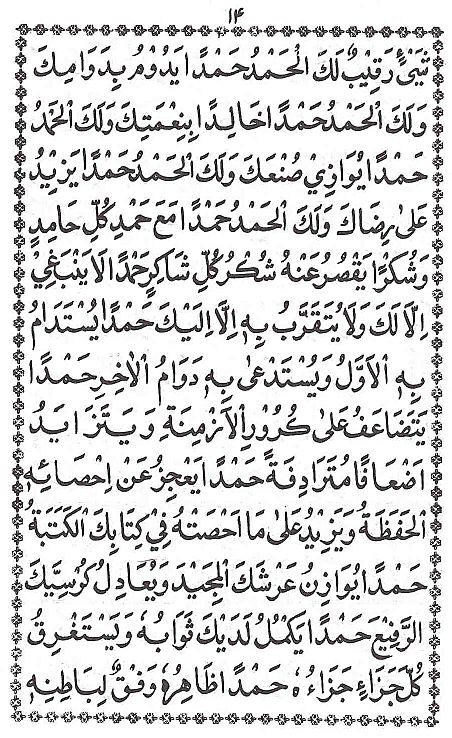 ١٤
شَيْءٍ رَقِيْبٌ لَكَ الْحَمْدُ حَمْدًا يَدُوْمُ بِدَوَامِكَ
وَلَكَ الْحَمْدُ حَمْدًا خَالِدًا بِنِعْمَتِكَ وَلَكَ الْحَمْدُ
حَمْدًا يُوَازِيْ صُنْعَكَ وَلَكَ الْحَمْدُ حَمْدًا يَزِيْدُ
عَلٰى رِضَاكَ وَلَكَ الْحَمْدُ حَمْدًا مَعَ حَمْدِ كُلِّ حَامِدٍ
وَشُكْرًا يَقْصُرُ عَنْهُ شُكْرُ كُلِّ شَاكِرٍ حَمْدًا لَا يَنْبَغِيْ
اِلَّا لَكَ وَلَا يُتَقَرَّبُ بِهٖ اِلَّا اِلَيْكَ حَمْدًا يُسْتَدَامُ
بِهِ الْاَوَّلُ وَيُسْتَدْعٰى بِهٖ دَوَامُ الْاٰخِرِ حَمْدًا
يَتَضَاعَفُ عَلٰى كُرُوْرِ الْاَزْمِنَةِ وَيَتَزَايَدُ
اَضْعَافًا مُتَرَادِفَةً حَمْدًا يَعْجِزُ عَنْ اِحْصَائِهِ
الْحَفَظَةُ وَيَزِيْدُ عَلٰى مَا اَحْصَتْهُ فِيْ كِتَابِكَ الْكَتَبَةُ
حَمْدًا يُوَازِنُ عَرْشَكَ الْمَجِيْدَ وَيُعَادِلُ كُرْسِيَّكَ
الرَّفِيْعَ حَمْدًا يَكْمُلُ لَدَيْكَ ثَوَابُهٗ وَيَسْتَغْرِقُ
كُلَّ جَزَاءٍ جَزَاءُهٗ حَمْدًا ظَاهِرُهٗ وَفْقٌ لِبَاطِنِهٖ